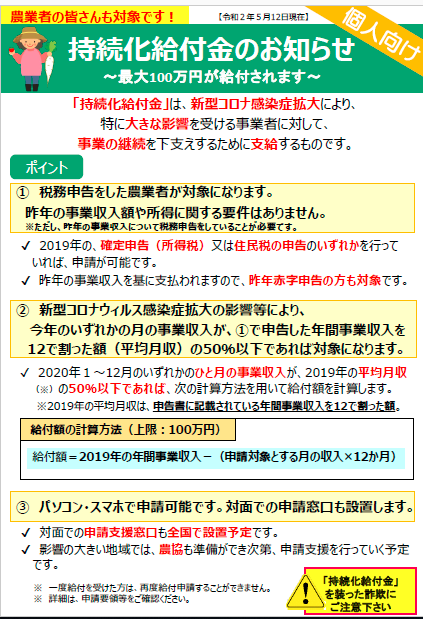 農業者の皆さんも対象です！
【令和２年５月12日現在】
個人向け
持続化給付金のお知らせ
～最大100万円が給付されます～
「持続化給付金」は、新型コロナ感染症拡大により、
特に大きな影響を受ける事業者に対して、
事業の継続を下支えするために支給するものです。
ポイント
① 税務申告をした農業者が対象になります。
昨年の事業収入額や所得に関する要件はありません。
※ただし、昨年の事業収入について税務申告をしていることが必要です。
✓ 2019年の、確定申告（所得税）又は住民税の申告のいずれかを行って
いれば、申請が可能です。
✓ 昨年の事業収入を基に支払われますので、昨年赤字申告の方も対象です。
② 新型コロナウィルス感染症拡大の影響等により、
今年のいずれかの月の事業収入が、①で申告した年間事業収入を
12で割った額（平均月収）の50％以下であれば対象になります。
✓ 2020年１～12月のいずれかのひと月の事業収入が、2019年の平均月収
（※）の50％以下であれば、次の計算方法を用いて給付額を計算します。
※2019年の平均月収は、申告書に記載されている年間事業収入を12で割った額。
給付額の計算方法（上限：100万円）
給付額＝2019年の年間事業収入－（申請対象とする月の収入×12か月）
③ パソコン・スマホで申請可能です。対面での申請窓口も設置します。
✓ 対面での申請支援窓口も全国で設置予定です。
✓ 影響の大きい地域では、農協も準備ができ次第、申請支援を行っていく予定
です。
※ 一度給付を受けた方は、再度給付申請することができません。
※ 詳細は、申請要領等をご確認ください。
「持続化給付金」
を装った詐欺に
ご注意下さい